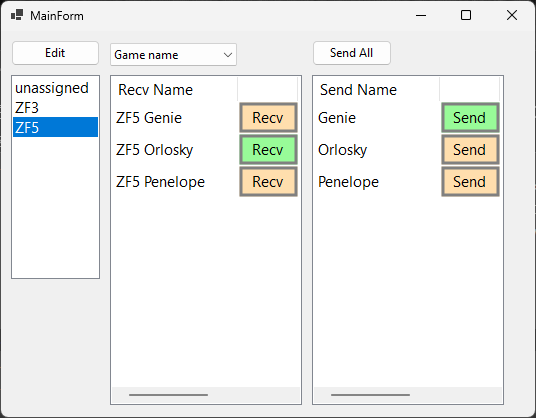 MainForm
Edit
Game name
Send All
unassigned
ZF3
ZF5
Recv Name
ZF5 Genie Recv
ZF5 Orlosky Recv
ZF5 Penelope Recv
Send Name
Genie Send
Orlosky Send
Penelope Send